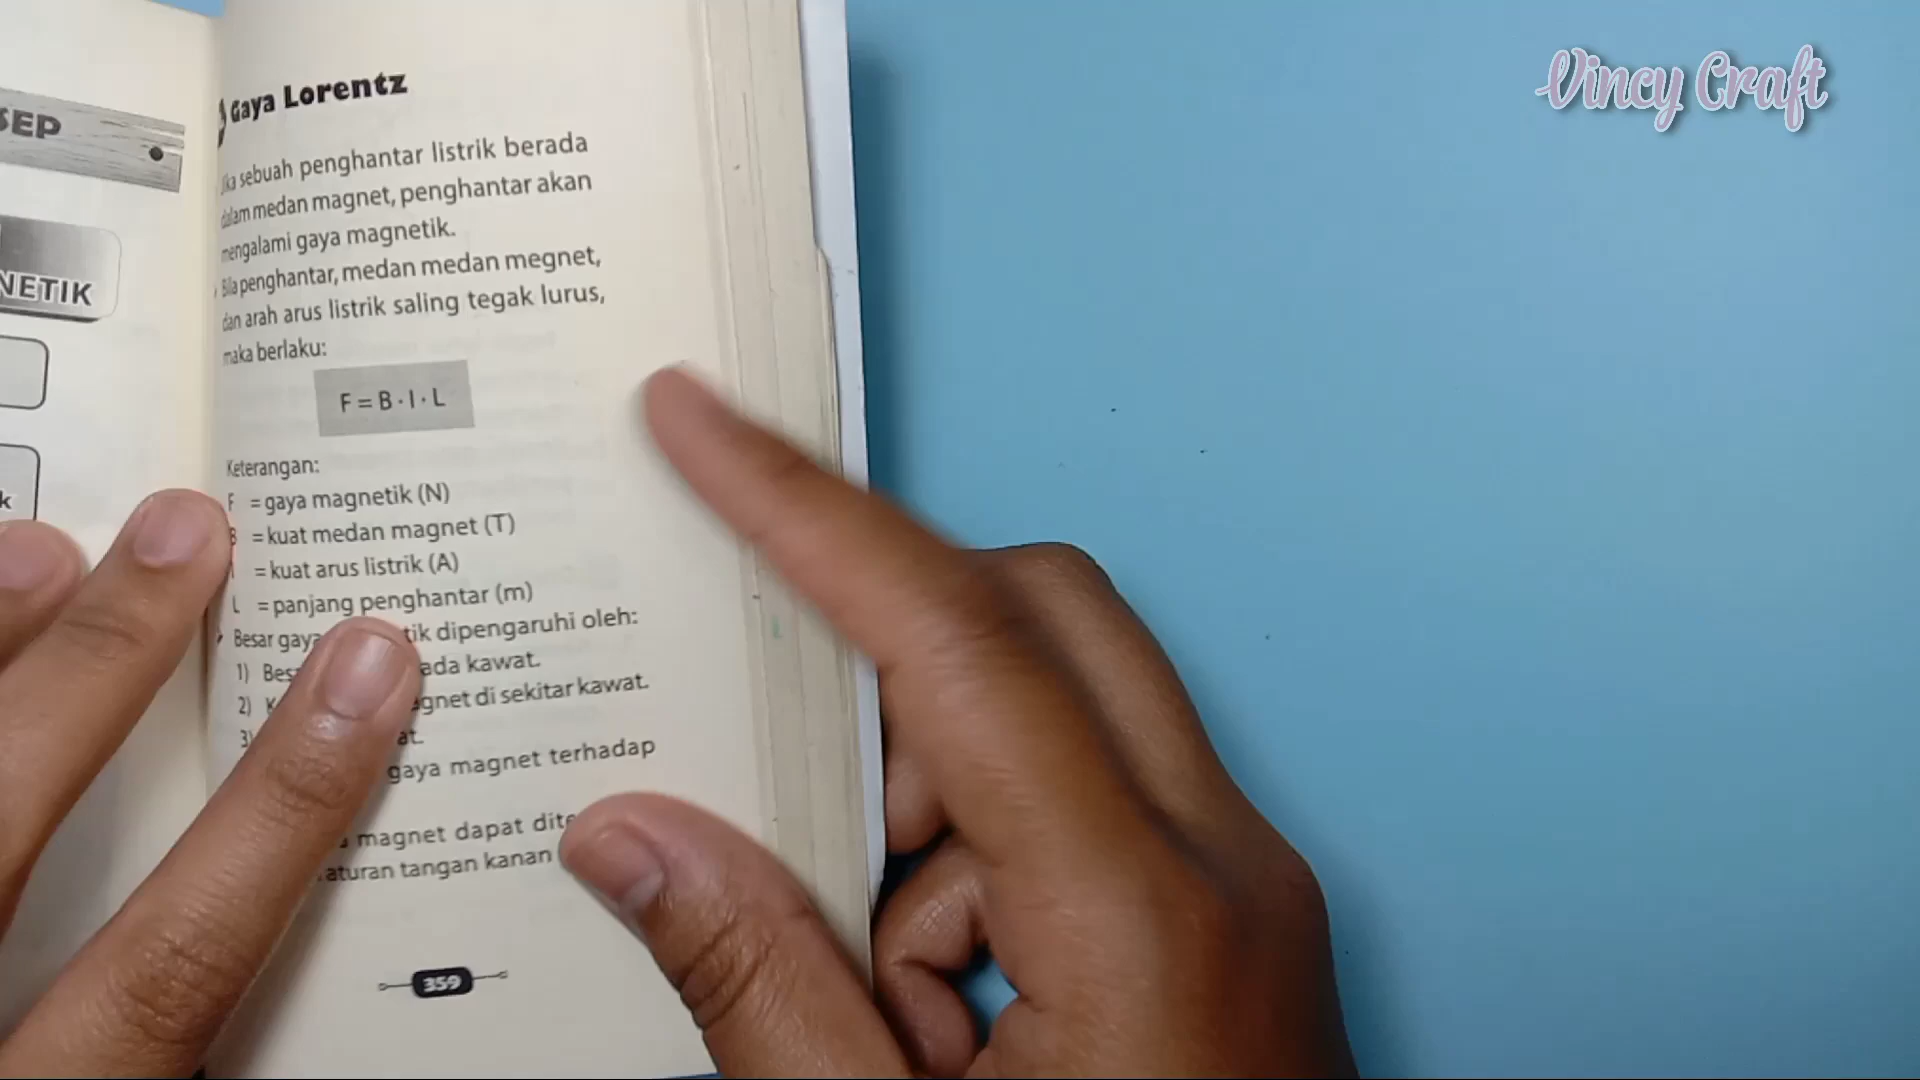 SEP
NETIK
k
Gaya Lorentz
sebuah penghantar listrik berada
dalam medan magnet, penghantar akan
mengalami gaya magnetik.
Bila penghantar, medan medan megnet,
dan arah arus listrik saling tegak lurus,
maka berlaku:
F = B · I · L
Keterangan:
F = gaya magnetik (N)
B = kuat medan magnet (T)
= kuat arus listrik (A)
L = panjang penghantar (m)
Besar gaya tik dipengaruhi oleh:
1) Bes ada kawat.
2) K agnet di sekitar kawat.
3) at.
gaya magnet terhadap
magnet dapat dite
aturan tangan kanan
359
Vincy Craft